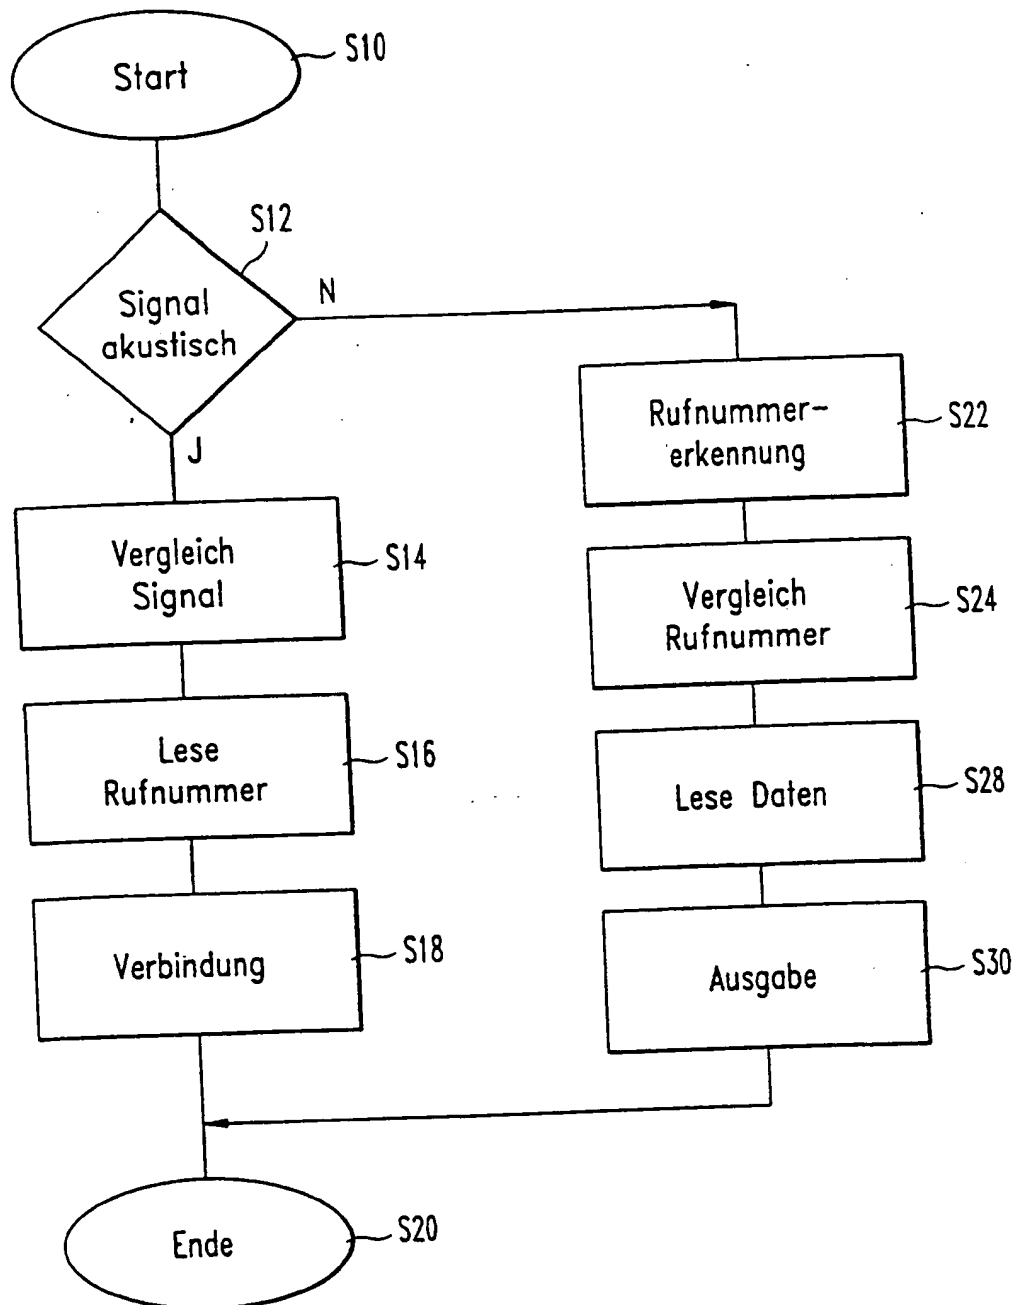 Start
S10
S12
Signal
akustisch
N
J
Vergleich
Signal
S14
Lese
Rufnummer
S16
Verbindung
S18
Rufnummer-
erkennung
S22
Vergleich
Rufnummer
S24
Lese Daten
S28
Ausgabe
S30
Ende
S20